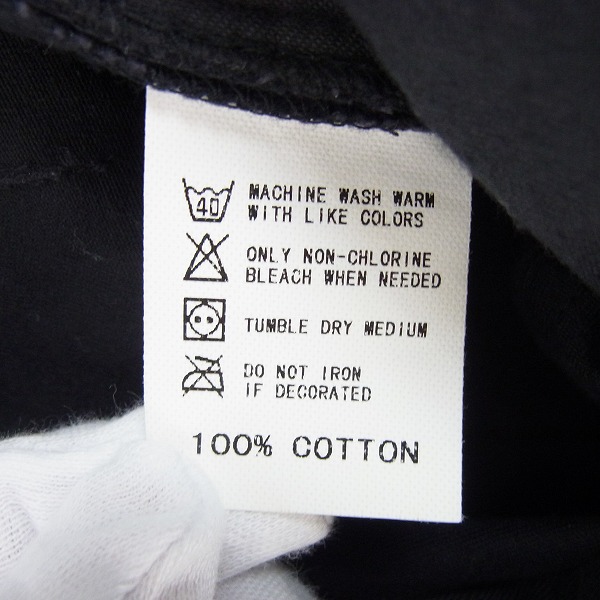 40 MACHINE WASH WARM
WITH LIKE COLORS
ONLY NON-CHLORINE
BLEACH WHEN NEEDED
TUMBLE DRY MEDIUM
DO NOT IRON
IF DECORATED
100% COTTON